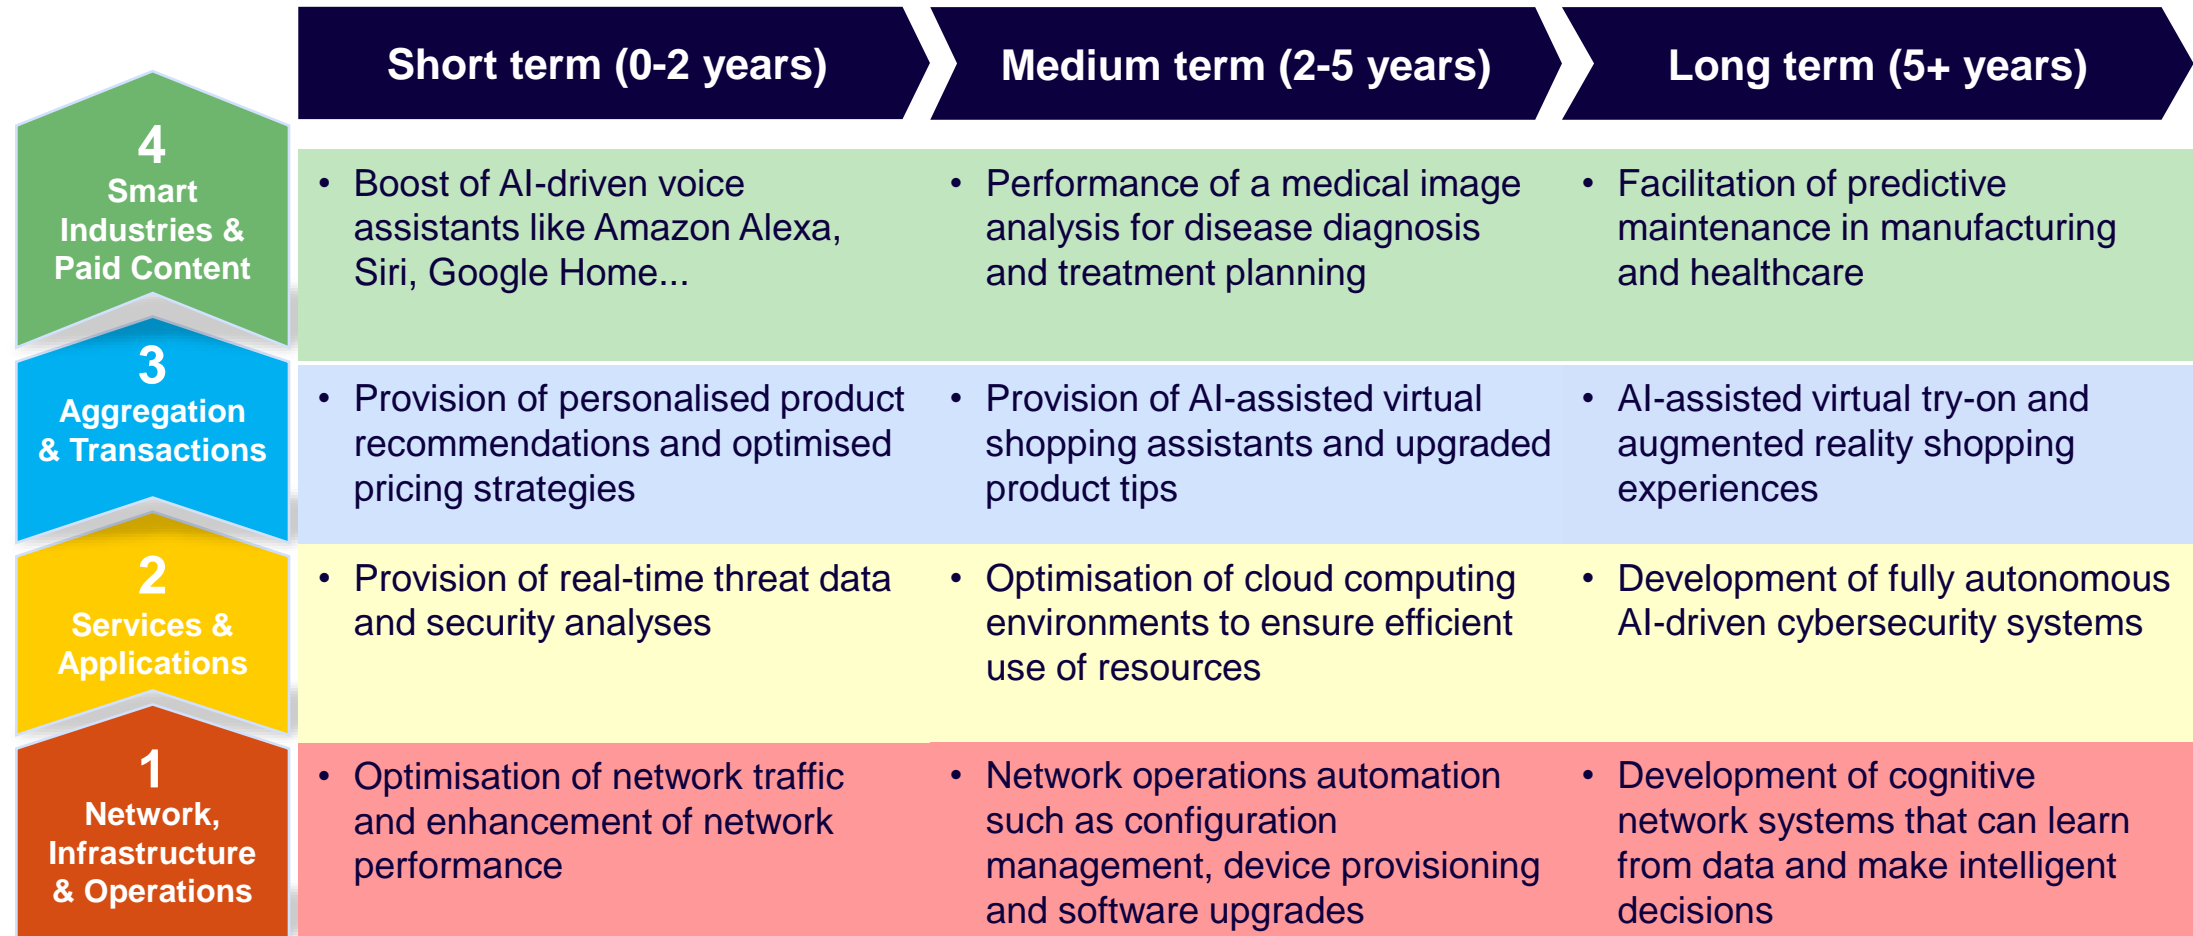 Short term (0-2 years)
Medium term (2-5 years)
Long term (5+ years)
4
Smart
Industries &
Paid Content
• Boost of AI-driven voice
assistants like Amazon Alexa,
Siri, Google Home...
• Performance of a medical image
analysis for disease diagnosis
and treatment planning
• Facilitation of predictive
maintenance in manufacturing
and healthcare
3
Aggregation
& Transactions
• Provision of personalised product
recommendations and optimised
pricing strategies
• Provision of AI-assisted virtual
shopping assistants and upgraded
product tips
• AI-assisted virtual try-on and
augmented reality shopping
experiences
2
Services &
Applications
• Provision of real-time threat data
and security analyses
• Optimisation of cloud computing
environments to ensure efficient
use of resources
• Development of fully autonomous
AI-driven cybersecurity systems
1
Network,
Infrastructure
& Operations
• Optimisation of network traffic
and enhancement of network
performance
• Network operations automation
such as configuration
management, device provisioning
and software upgrades
• Development of cognitive
network systems that can learn
from data and make intelligent
decisions